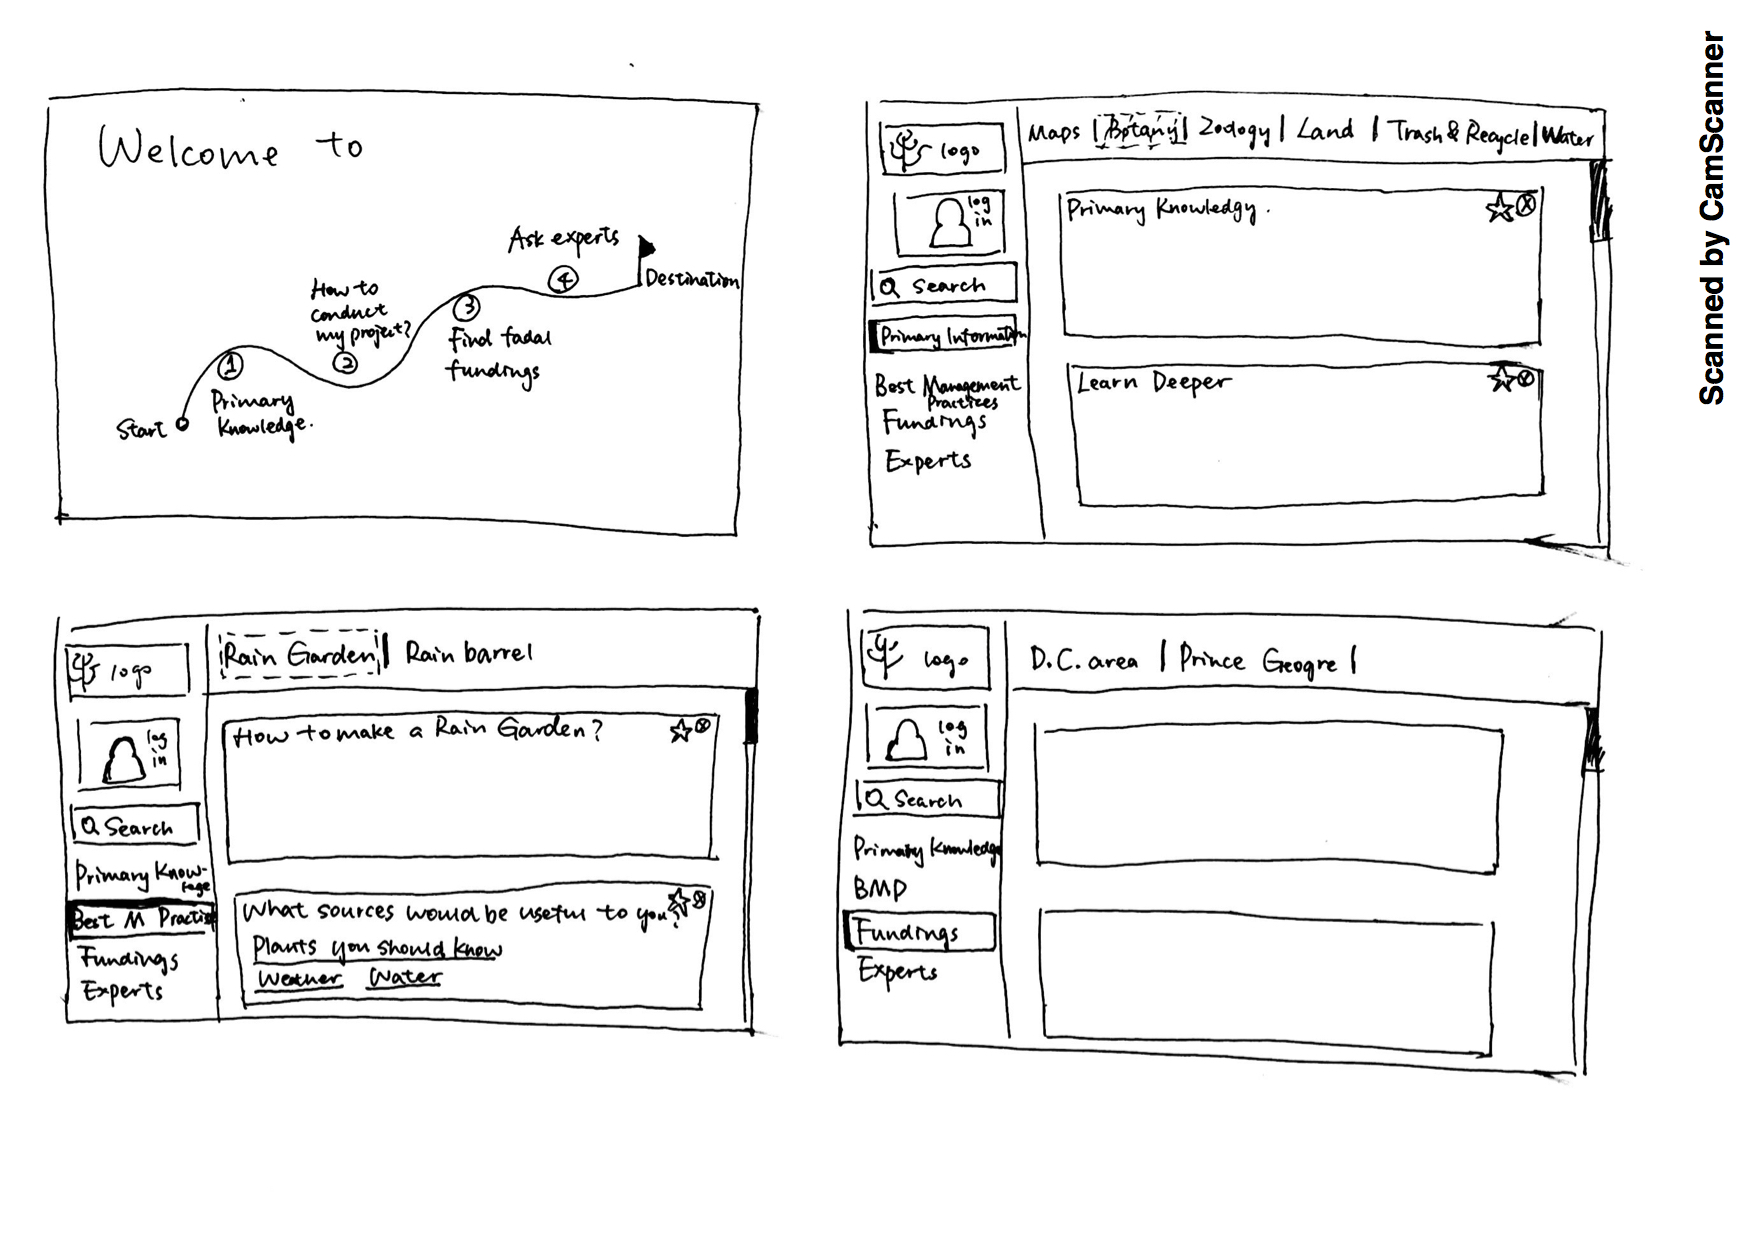 Welcome to
Ask experts
4
Destination
How to
conduct
my project?
3
Find fadal
fundings
1
2
Primary
Knowledge.
Start
logo
Maps | Botany | Zoology | Land | Trash & Recycle | Water
log
in
Primary Knowledgy.
Search
Primary Information
Best Management
Practices
Fundings
Experts
Learn Deeper
logo
Rain Garden | Rain barrel
log
in
How to make a Rain Garden?
Search
Primary Know-
Best M Practis
Fundings
Experts
What sources would be useful to you?
Plants you should know
Weather Water
logo
D.C. area | Prince Geogre |
log
in
Search
Primary Knowledge
BMP
Fundings
Experts
Scanned by CamScanner